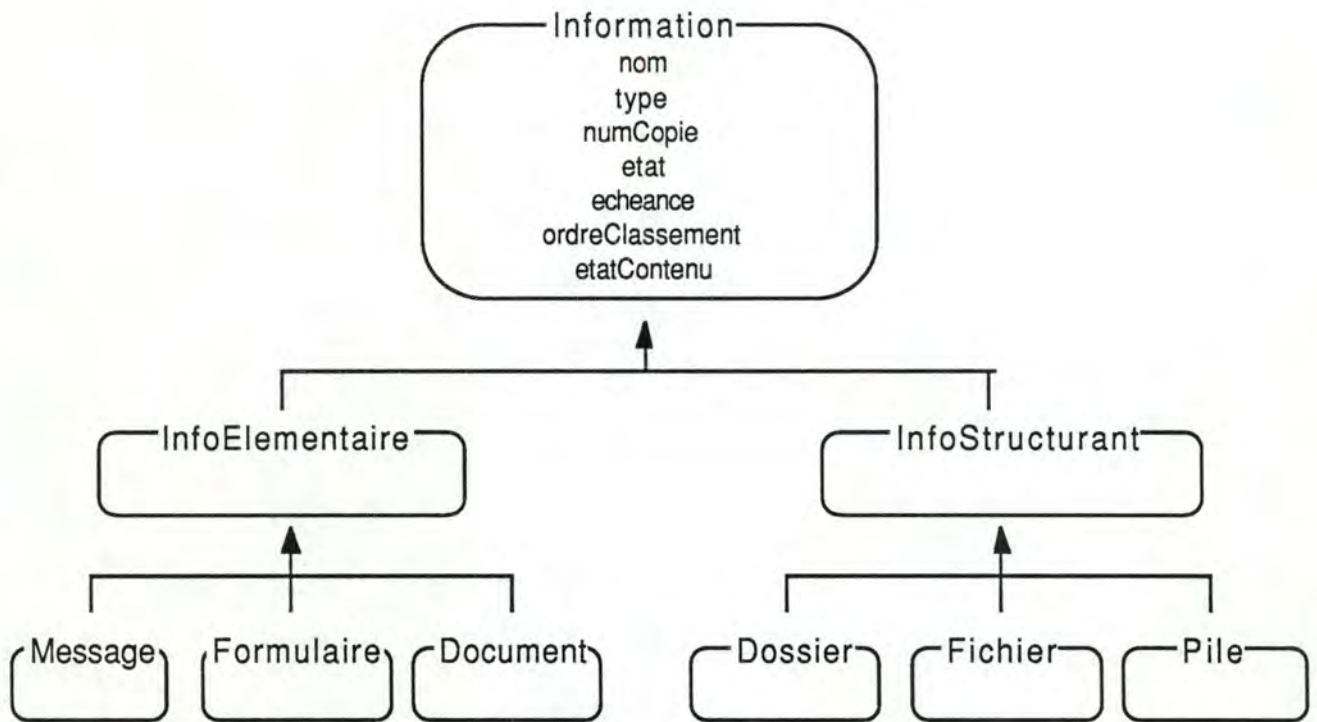 Information
nom
type
numCopie
etat
echeance
ordreClassement
etatContenu
InfoElementaire InfoStructurant
Message Formulaire Document Dossier Fichier Pile